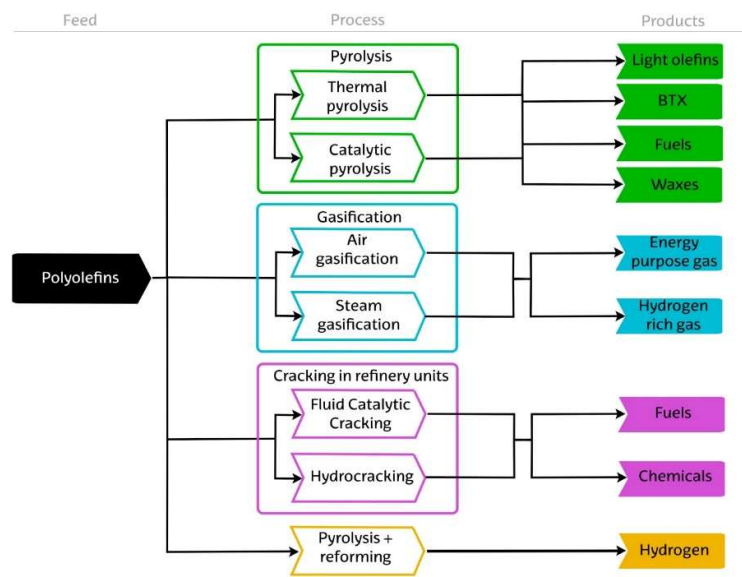 Feed
Process
Products
Pyrolysis
Thermal
pyrolysis
Catalytic
pyrolysis
Light olefins
BTX
Fuels
Waxes
Polyolefins
Gasification
Air
gasification
Steam
gasification
Energy
purpose gas
Hydrogen
rich gas
Cracking in refinery units
Fluid Catalytic
Cracking
Hydrocracking
Fuels
Chemicals
Pyrolysis +
reforming
Hydrogen